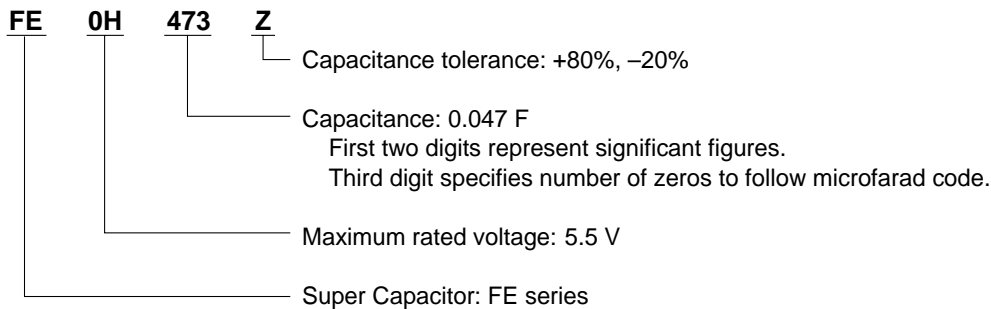 FE 0H 473 Z
Capacitance tolerance: +80%, –20%
Capacitance: 0.047 F
First two digits represent significant figures.
Third digit specifies number of zeros to follow microfarad code.
Maximum rated voltage: 5.5 V
Super Capacitor: FE series